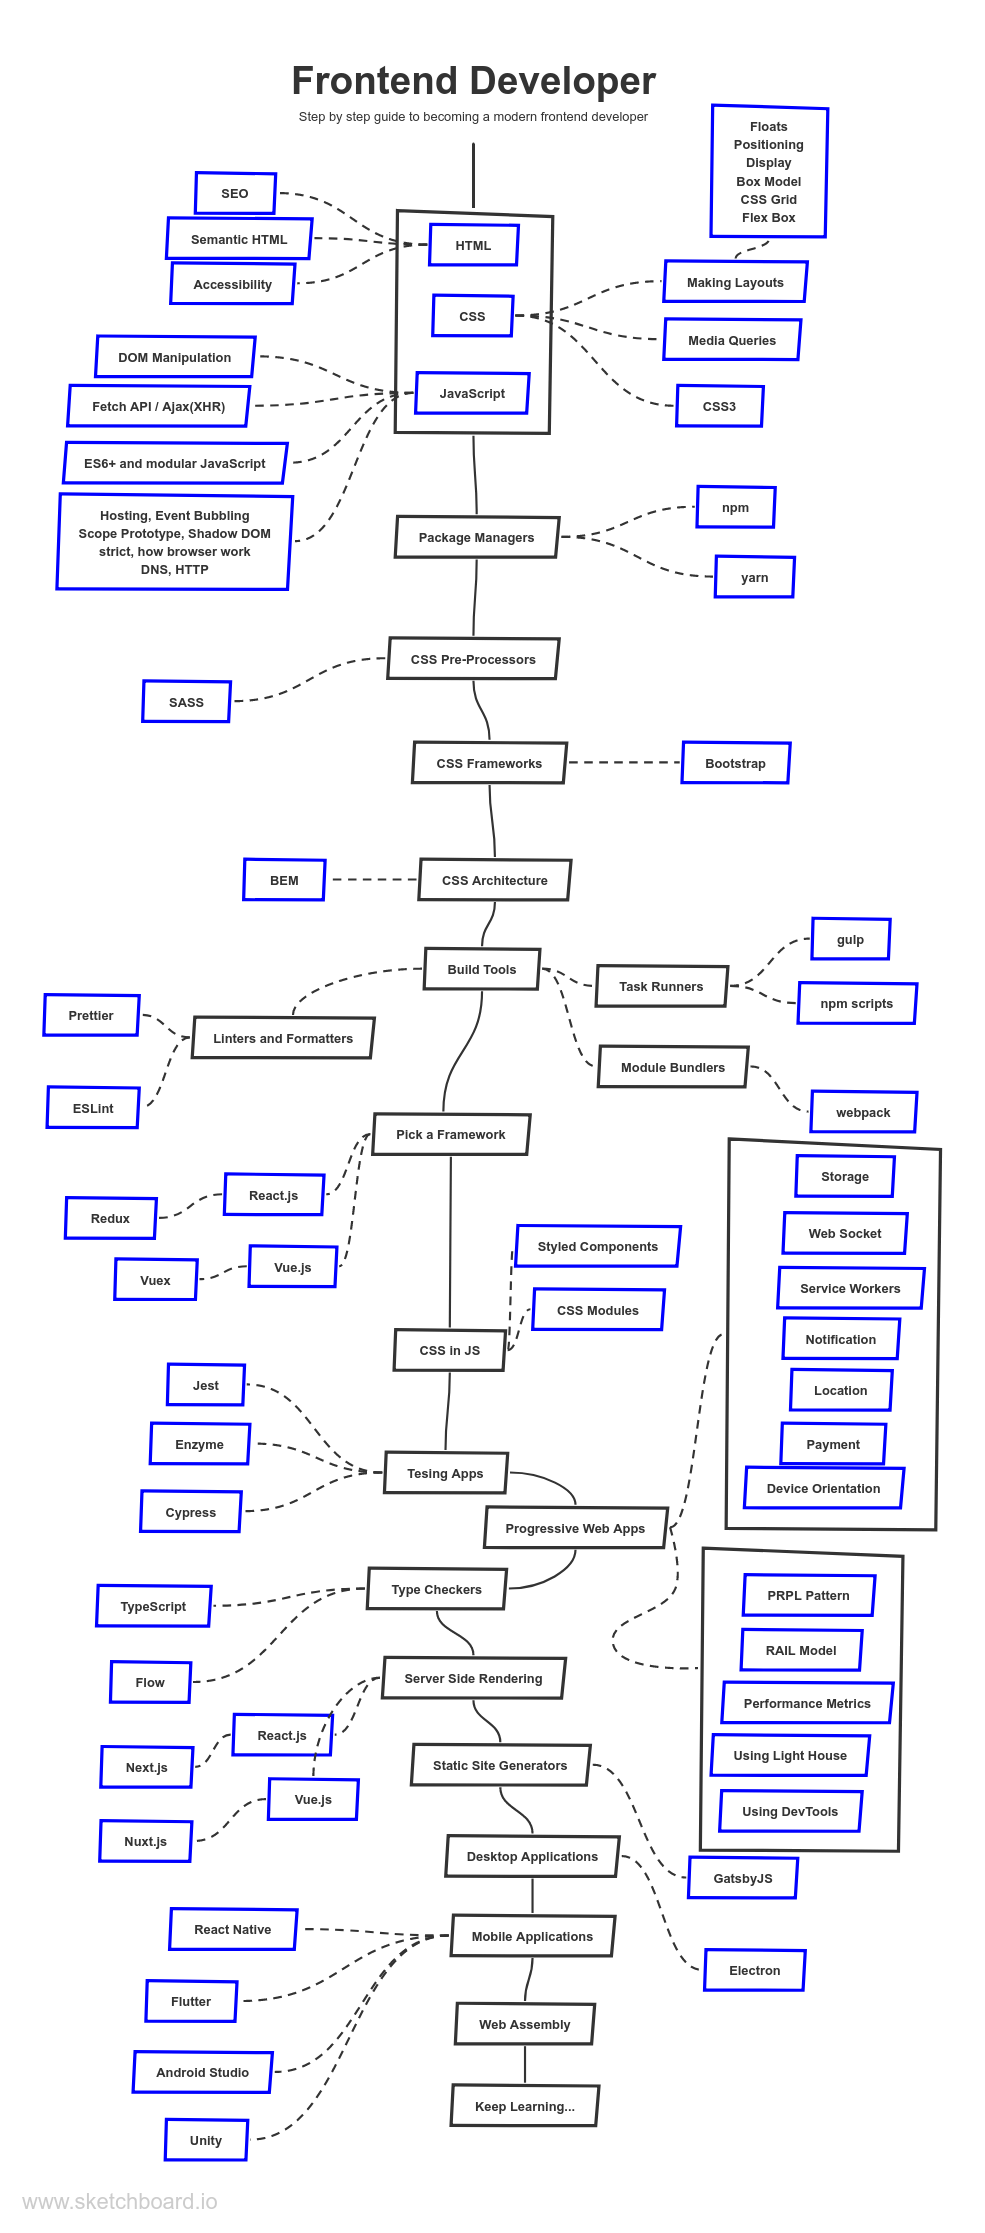 Frontend Developer
Step by step guide to becoming a modern frontend developer
Floats
Positioning
Display
Box Model
CSS Grid
Flex Box
SEO
Semantic HTML
Accessibility
HTML
CSS
JavaScript
Making Layouts
Media Queries
CSS3
DOM Manipulation
Fetch API / Ajax(XHR)
ES6+ and modular JavaScript
Hosting, Event Bubbling
Scope Prototype, Shadow DOM
strict, how browser work
DNS, HTTP
Package Managers
npm
yarn
CSS Pre-Processors
SASS
CSS Frameworks
Bootstrap
BEM
CSS Architecture
Build Tools
Task Runners
gulp
npm scripts
Prettier
Linters and Formatters
ESLint
Module Bundlers
webpack
Pick a Framework
React.js
Redux
Vue.js
Vuex
Styled Components
CSS Modules
CSS in JS
Storage
Web Socket
Service Workers
Notification
Location
Payment
Device Orientation
Jest
Enzyme
Cypress
Tesing Apps
Progressive Web Apps
Type Checkers
TypeScript
Flow
PRPL Pattern
RAIL Model
Performance Metrics
Using Light House
Using DevTools
Server Side Rendering
React.js
Next.js
Vue.js
Nuxt.js
Static Site Generators
Desktop Applications
GatsbyJS
React Native
Mobile Applications
Electron
Flutter
Web Assembly
Android Studio
Keep Learning...
Unity
www.sketchboard.io